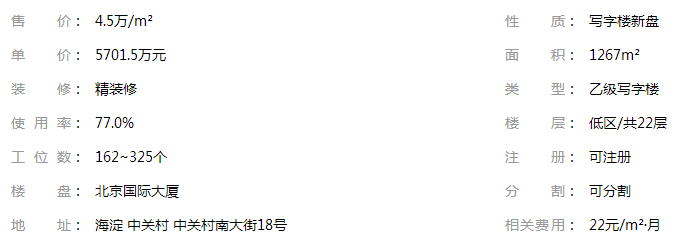 售价： 4.5万/m² 性质： 写字楼新盘
单价： 5701.5万元 面积： 1267m²
装修： 精装修 类型： 乙级写字楼
使用率： 77.0% 楼层： 低区/共22层
工位数： 162~325个 注册： 可注册
楼盘： 北京国际大厦 分割： 可分割
地址： 海淀 中关村 中关村南大街18号 相关费用： 22元/m²·月